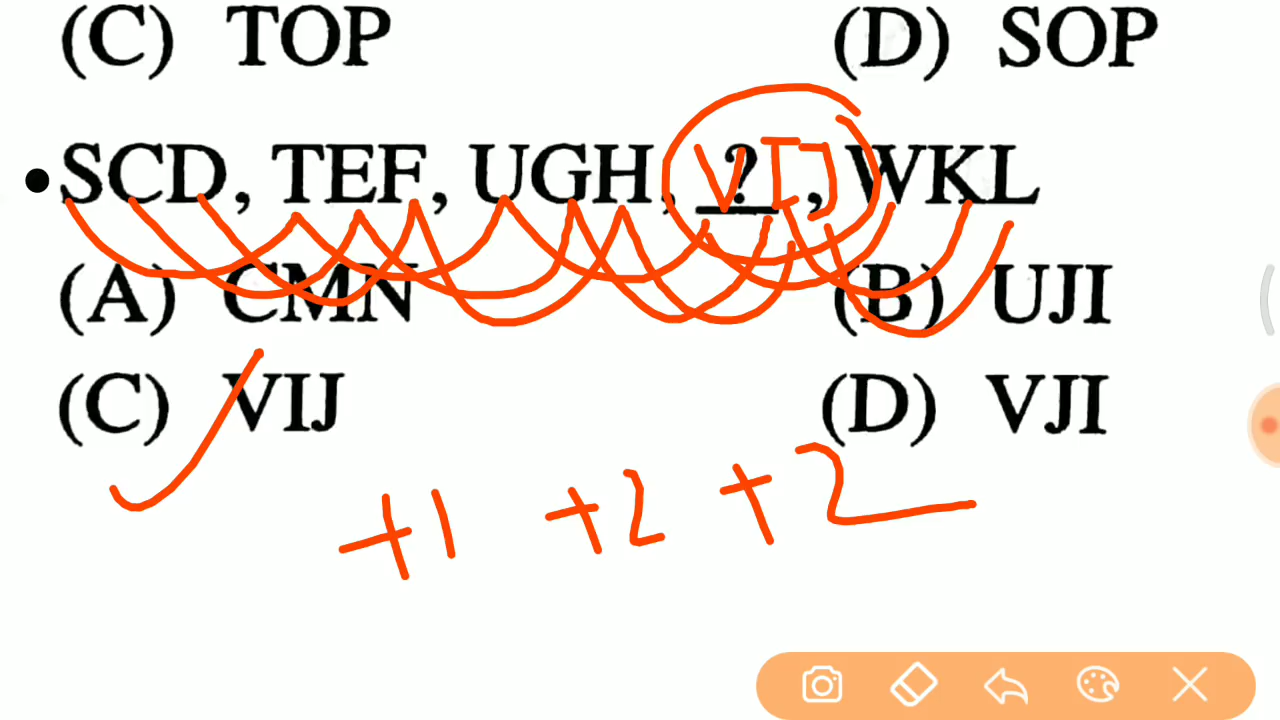 (C) TOP (D) SOP
• SCD, TEF, UGH, ? VIJ, WKL
(A) CMN (B) UJI
(C) VIJ (D) VJI
+1 +2 +2